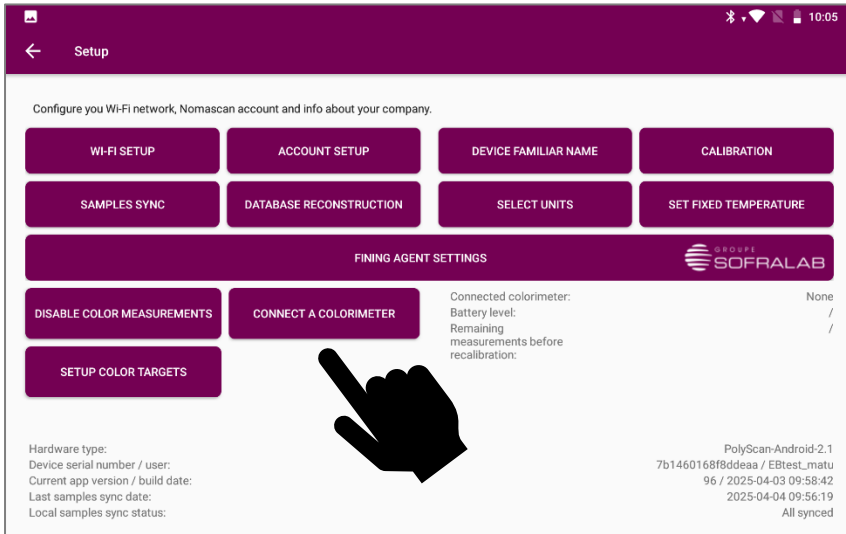 10:05
Setup
Configure you Wi-Fi network, Nomascan account and info about your company.
WI-FI SETUP
ACCOUNT SETUP
DEVICE FAMILIAR NAME
CALIBRATION
SAMPLES SYNC
DATABASE RECONSTRUCTION
SELECT UNITS
SET FIXED TEMPERATURE
FINING AGENT SETTINGS
GROUPE
SOFRALAB
DISABLE COLOR MEASUREMENTS
CONNECT A COLORIMETER
Connected colorimeter: None
Battery level: /
Remaining /
measurements before
recalibration:
SETUP COLOR TARGETS
Hardware type: PolyScan-Android-2.1
Device serial number / user: 7b1460168f8ddeaa / EBtest_matu
Current app version / build date: 96 / 2025-04-03 09:58:42
Last samples sync date: 2025-04-04 09:56:19
Local samples sync status: All synced